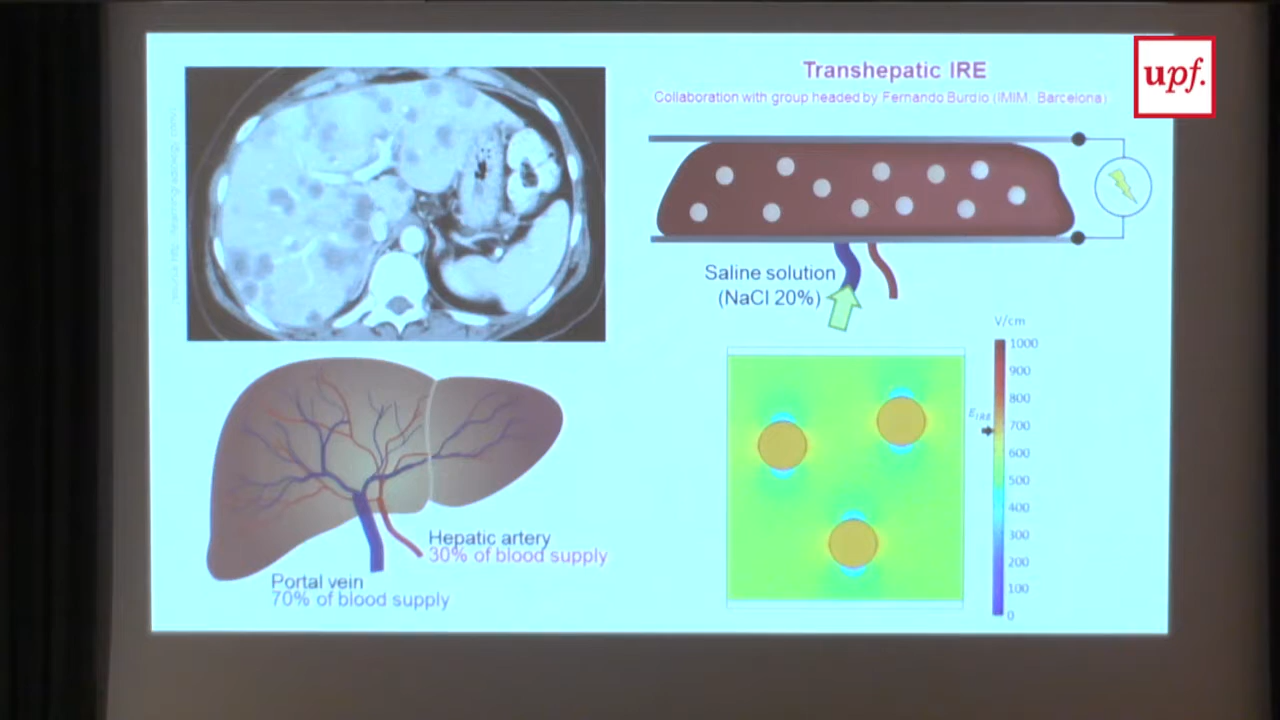 Transhepatic IRE
upf.
Collaboration with group headed by Fernando Burdío (IMIM, Barcelona)
Saline solution
(NaCl 20%)
V/cm
1000
900
800
E_IRE
700
600
500
400
300
200
100
0
Hepatic artery
30% of blood supply
Portal vein
70% of blood supply